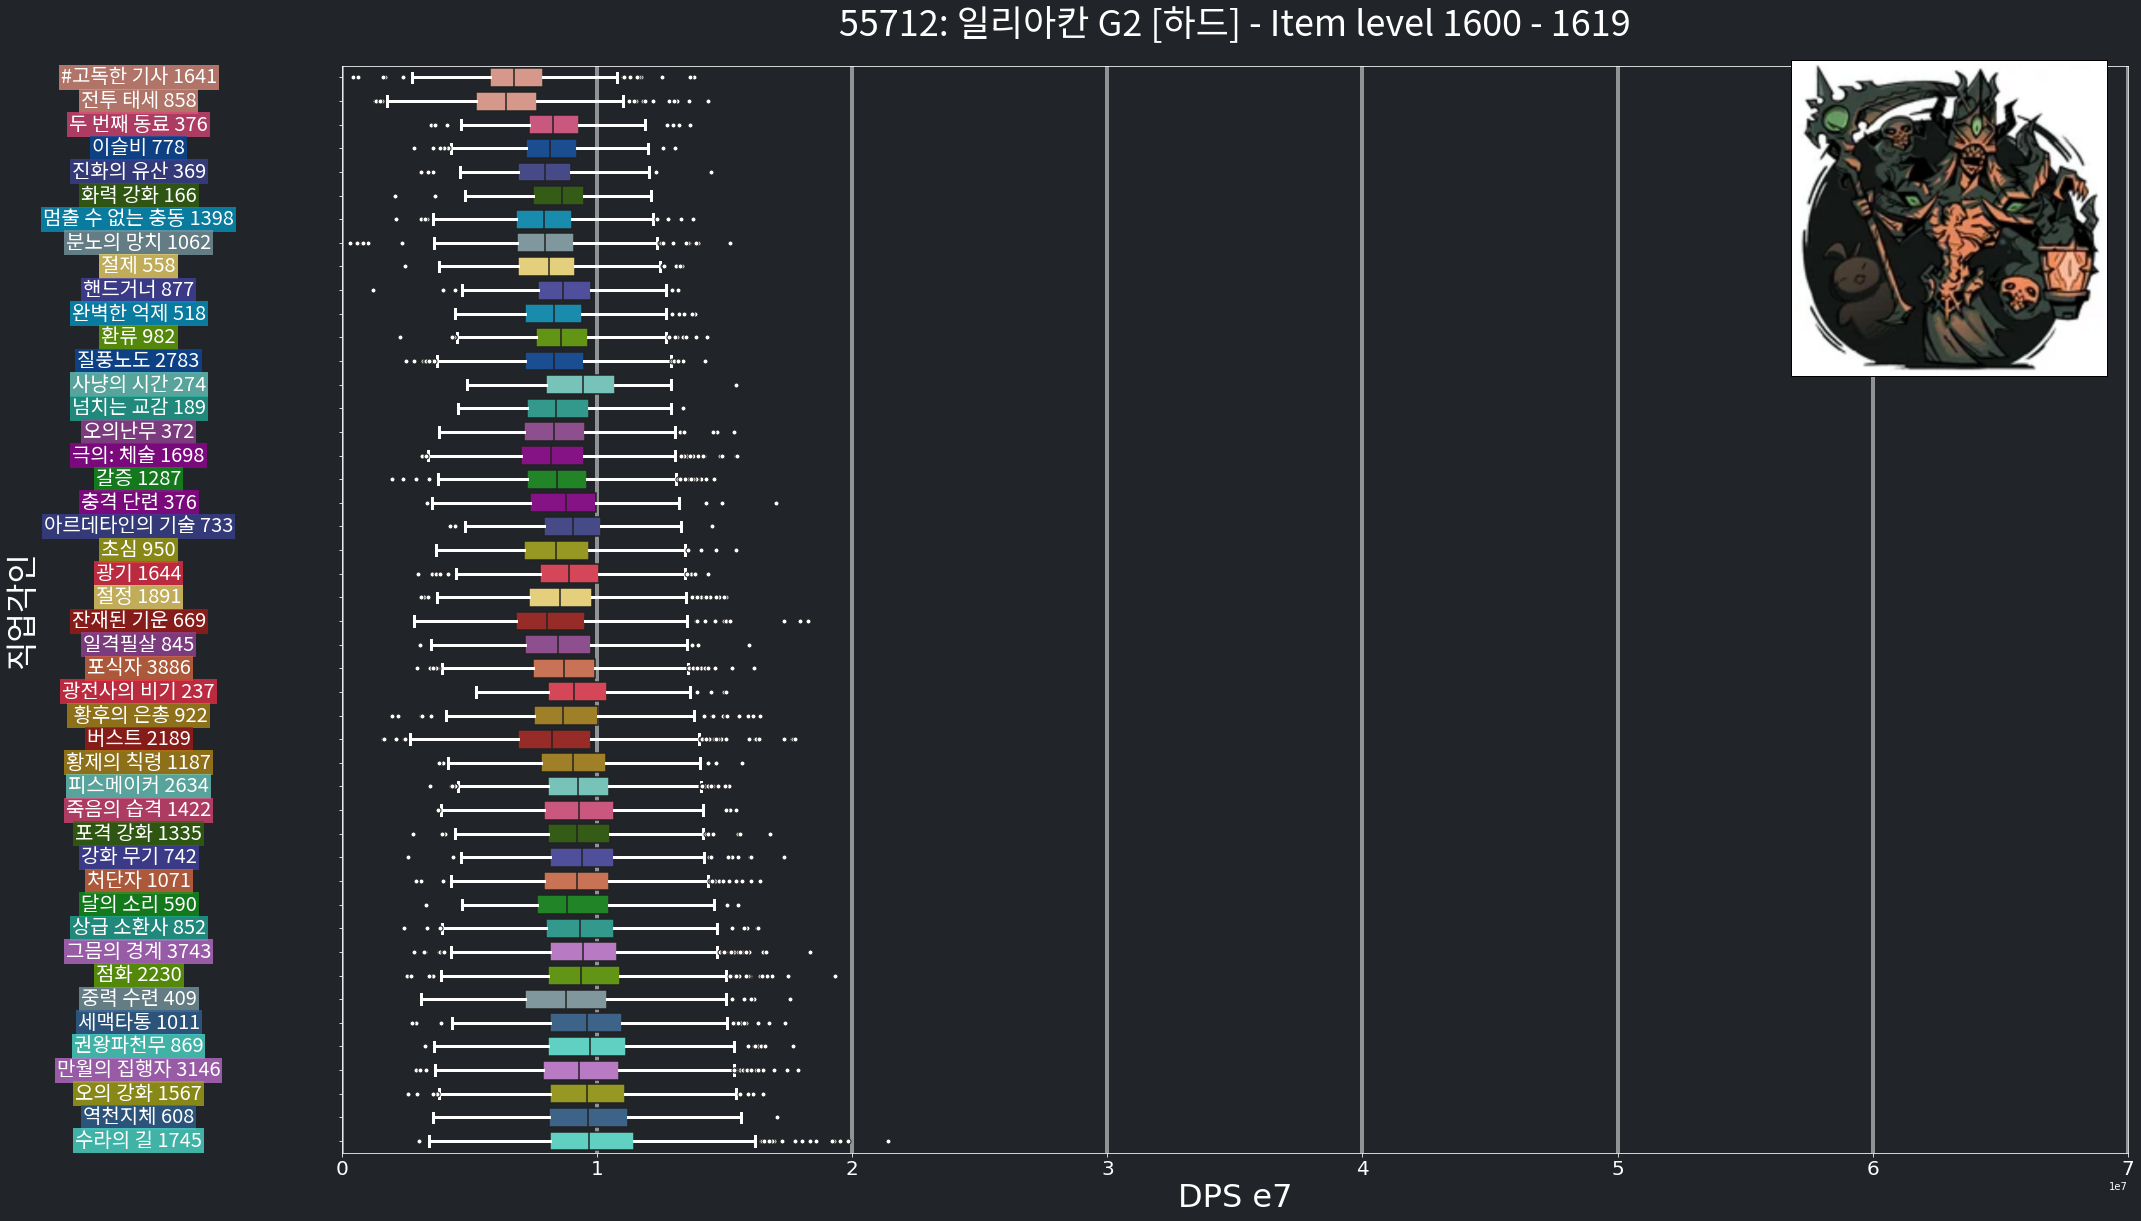 55712: 일리아칸 G2 [하드] - Item level 1600 - 1619
#고독한 기사 1641
전투 태세 858
두 번째 동료 376
이슬비 778
진화의 유산 369
화력 강화 166
멈출 수 없는 충동 1398
분노의 망치 1062
절제 558
핸드거너 877
완벽한 억제 518
환류 982
질풍노도 2783
사냥의 시간 274
넘치는 교감 189
오의난무 372
극의: 체술 1698
갈증 1287
충격 단련 376
아르데타인의 기술 733
초심 950
광기 1644
절정 1891
잔재된 기운 669
일격필살 845
포식자 3886
광전사의 비기 237
황후의 은총 922
버스트 2189
황제의 칙령 1187
피스메이커 2634
죽음의 습격 1422
포격 강화 1335
강화 무기 742
처단자 1071
달의 소리 590
상급 소환사 852
그믐의 경계 3743
점화 2230
중력 수련 409
세맥타통 1011
권왕파천무 869
만월의 집행자 3146
오의 강화 1567
역천지체 608
수라의 길 1745
직업각인
0 1 2 3 4 5 6 7
1e7
DPS e7